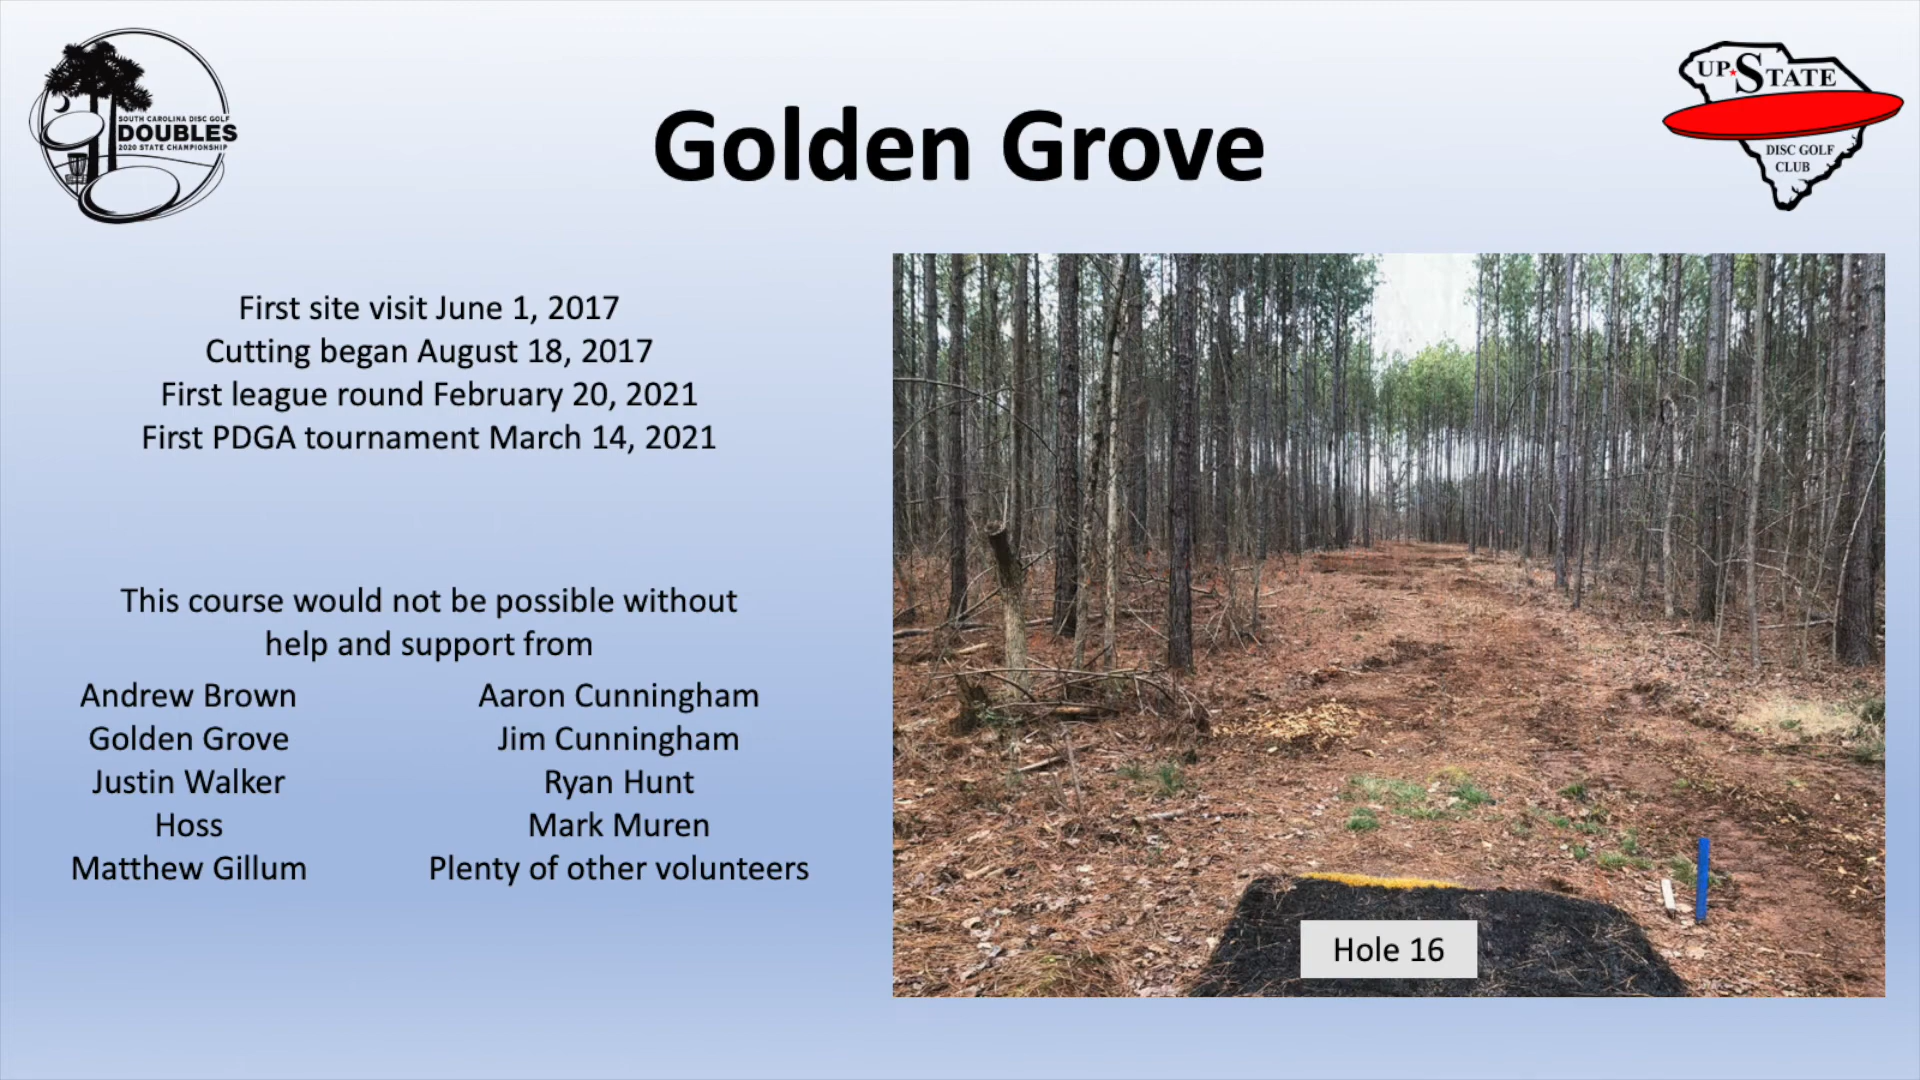 SOUTH CAROLINA DISC GOLF
DOUBLES
2020 STATE CHAMPIONSHIP
Golden Grove
UP★STATE
DISC GOLF
CLUB
First site visit June 1, 2017
Cutting began August 18, 2017
First league round February 20, 2021
First PDGA tournament March 14, 2021
This course would not be possible without
help and support from
Andrew Brown
Golden Grove
Justin Walker
Hoss
Matthew Gillum
Aaron Cunningham
Jim Cunningham
Ryan Hunt
Mark Muren
Plenty of other volunteers
Hole 16